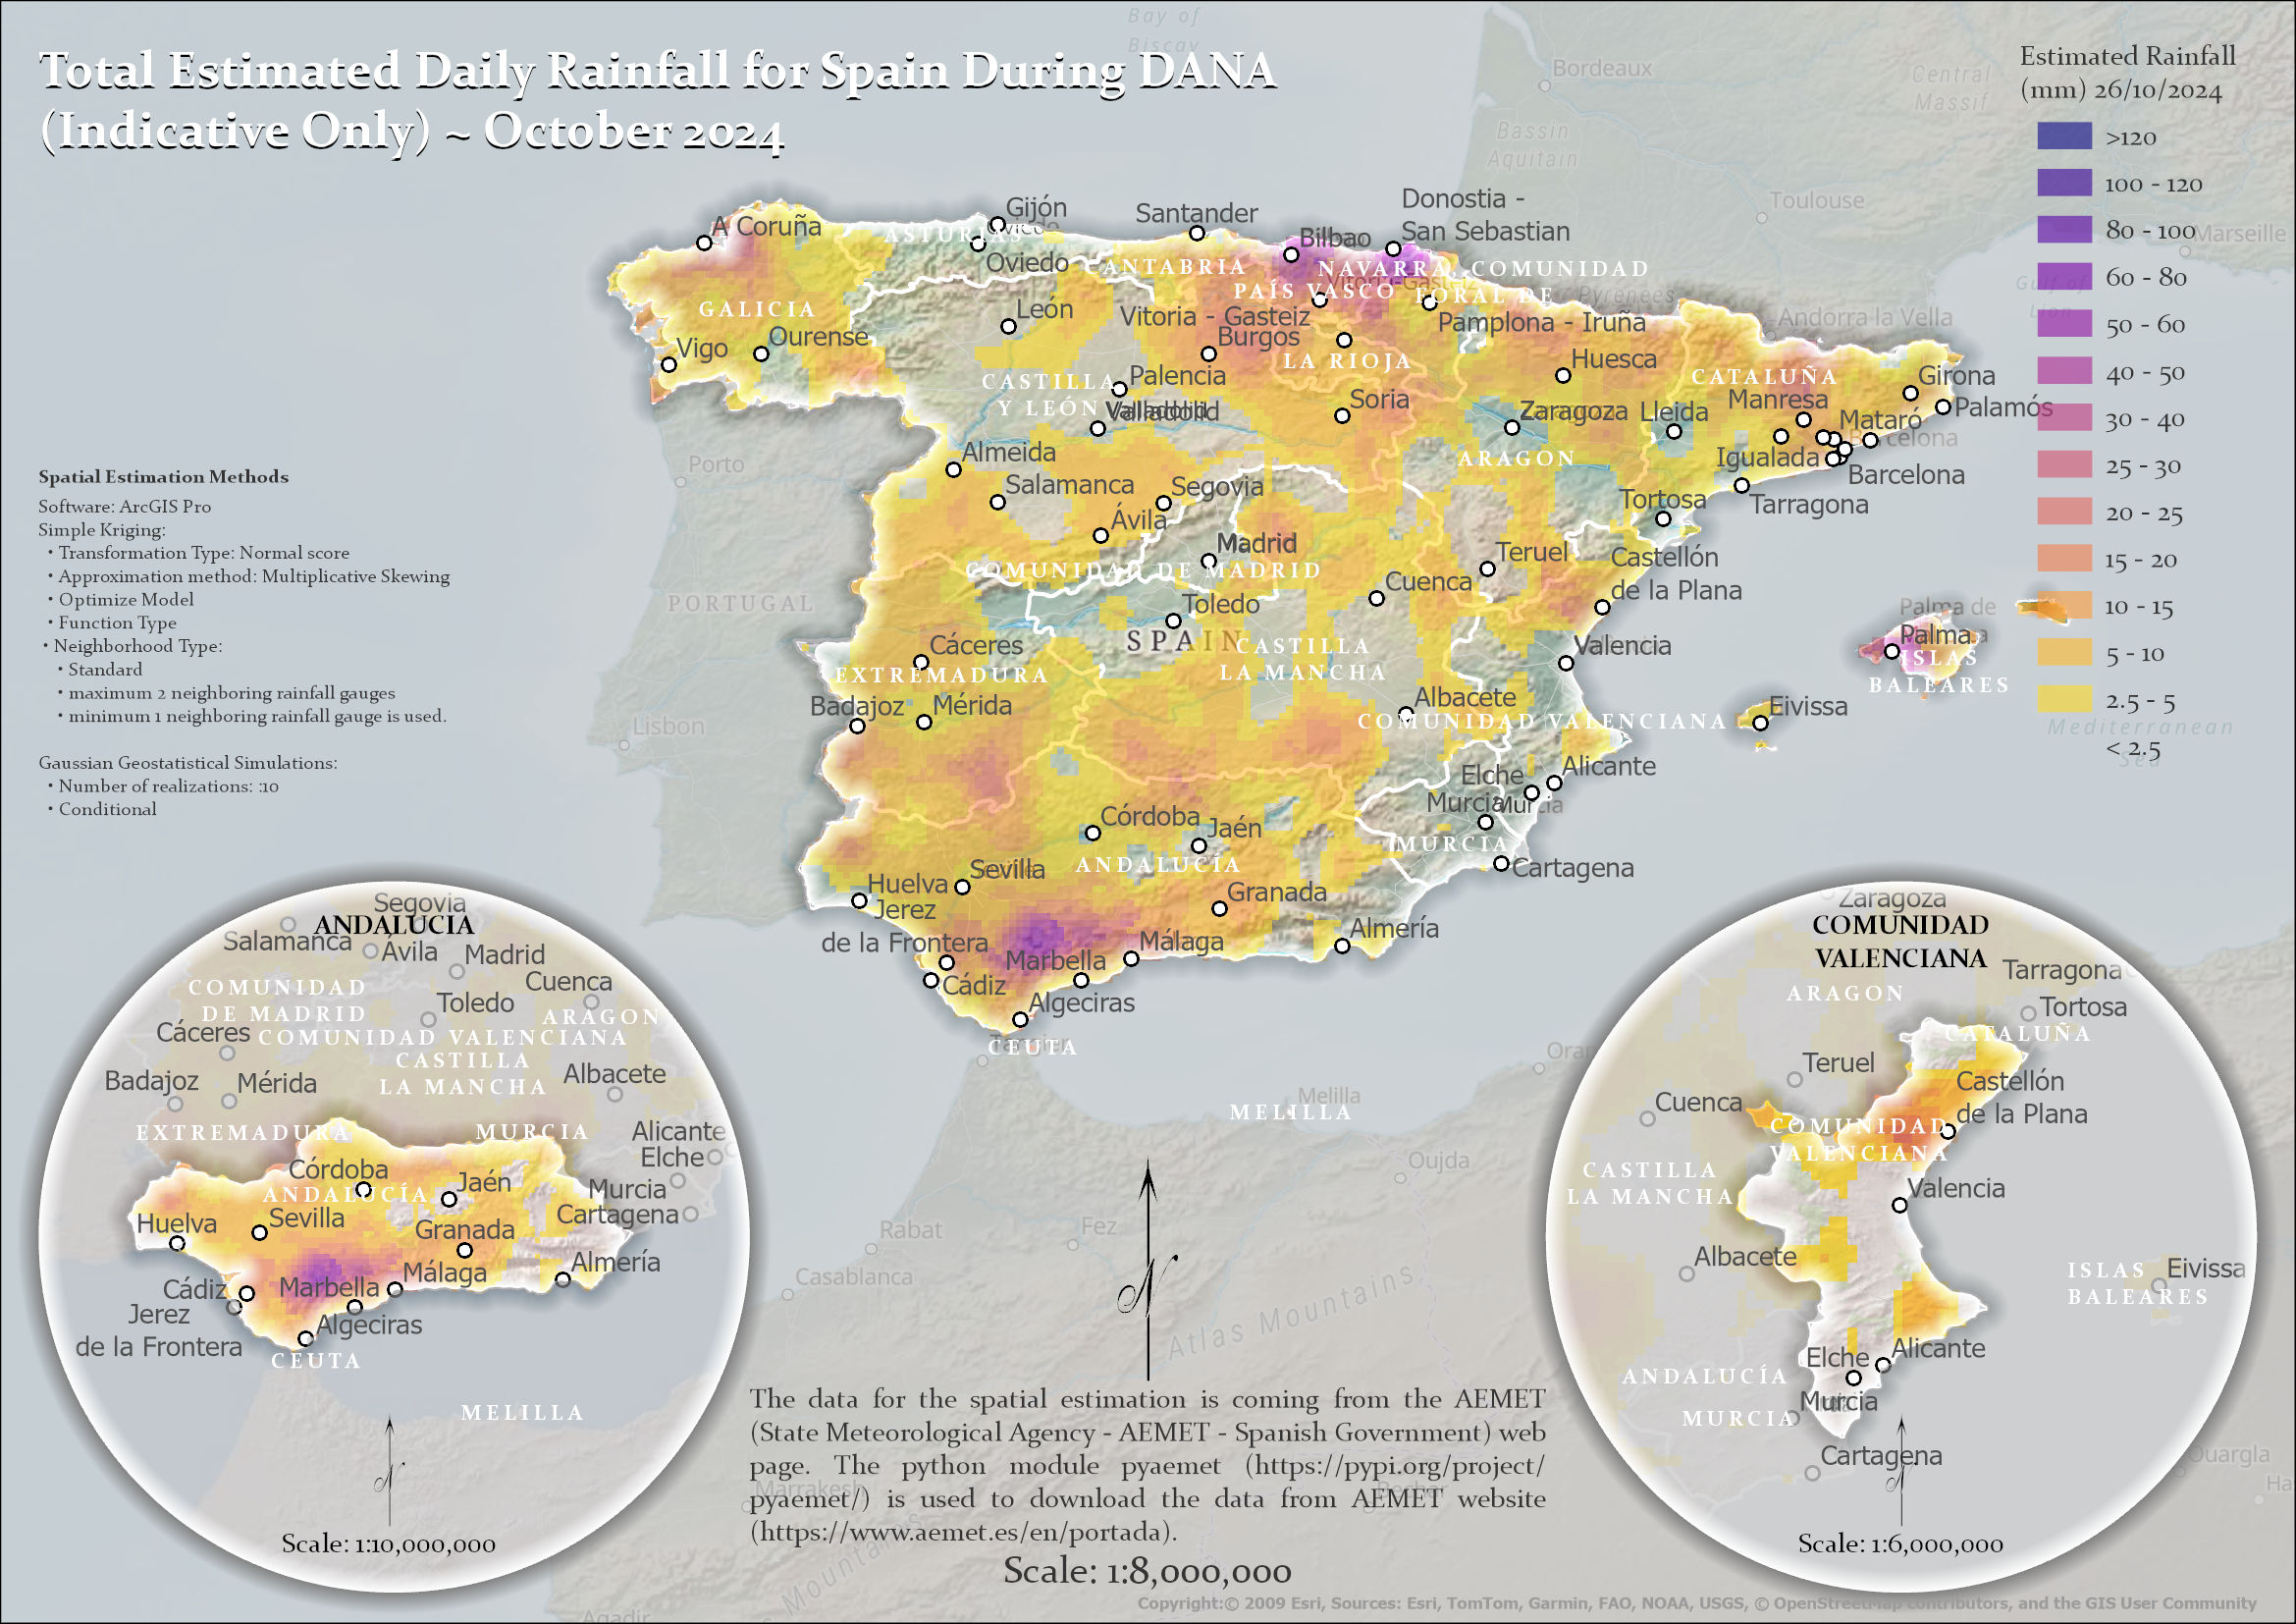 Total Estimated Daily Rainfall for Spain During DANA
(Indicative Only) ~ October 2024
Estimated Rainfall
(mm) 26/10/2024
>120
100 - 120
80 - 100
60 - 80
50 - 60
40 - 50
30 - 40
25 - 30
20 - 25
15 - 20
10 - 15
5 - 10
2.5 - 5
< 2.5
Spatial Estimation Methods
Software: ArcGIS Pro
Simple Kriging:
• Transformation Type: Normal score
• Approximation method: Multiplicative Skewing
• Optimize Model
• Function Type
• Neighborhood Type:
• Standard
• maximum 2 neighboring rainfall gauges
• minimum 1 neighboring rainfall gauge is used.
Gaussian Geostatistical Simulations:
• Number of realizations: :10
• Conditional
Bay of
Biscay
Bordeaux
Central
Massif
Bassin
Aquitain
Toulouse
Marseille
Gulf of
Lion
Pyrenees
Andorra la Vella
Gijón
Oviedo
ASTURIAS
Oviedo
Santander
CANTABRIA
Bilbao
Donostia -
San Sebastian
NAVARRA, COMUNIDAD
FORAL DE
PAÍS VASCO
Vitoria - Gasteiz
Pamplona - Iruña
A Coruña
GALICIA
Ourense
Vigo
León
Burgos
LA RIOJA
Huesca
CATALUÑA
Girona
Palamós
Manresa
Mataró
Barcelona
Igualada
Barcelona
Tarragona
Tortosa
Lleida
Zaragoza
ARAGON
Soria
Palencia
CASTILLA
Y LEÓN
Valladolid
Almeida
Salamanca
Segovia
Ávila
Porto
PORTUGAL
Lisbon
Madrid
COMUNIDAD DE MADRID
Teruel
Cuenca
Castellón
de la Plana
Toledo
SPAIN
CASTILLA
LA MANCHA
Valencia
Palma de
Palma
ISLAS
BALEARES
Eivissa
Mediterranean
Sea
Cáceres
EXTREMADURA
Badajoz
Mérida
Albacete
COMUNIDAD VALENCIANA
Alicante
Elche
Murcia
Murcia
MURCIA
Cartagena
Córdoba
Jaén
ANDALUCÍA
Sevilla
Huelva
Jerez
de la Frontera
Granada
Almería
Málaga
Marbella
Cádiz
Algeciras
CEUTA
Melilla
MELILLA
Oujda
Rabat
Fez
Casablanca
Atlas Mountains
Marrakesh
Bechar
Agadir
Ouargla
ANDALUCIA
Segovia
Salamanca
Ávila
Madrid
Cuenca
COMUNIDAD
DE MADRID
Toledo
ARAGON
Cáceres
COMUNIDAD VALENCIANA
CASTILLA
LA MANCHA
Badajoz
Mérida
Albacete
EXTREMADURA
MURCIA
Alicante
Elche
Córdoba
Jaén
Murcia
ANDALUCÍA
Cartagena
Huelva
Sevilla
Granada
Almería
Cádiz
Marbella
Málaga
Jerez
de la Frontera
Algeciras
CEUTA
MELILLA
N
Scale: 1:10,000,000
N
The data for the spatial estimation is coming from the AEMET
(State Meteorological Agency - AEMET - Spanish Government) web
page. The python module pyaemet (https://pypi.org/project/
pyaemet/) is used to download the data from AEMET website
(https://www.aemet.es/en/portada).
Scale: 1:8,000,000
Zaragoza
COMUNIDAD
VALENCIANA
Tarragona
ARAGON
Tortosa
CATALUÑA
Teruel
Castellón
de la Plana
Cuenca
COMUNIDAD
VALENCIANA
CASTILLA
LA MANCHA
Valencia
Albacete
ISLAS
BALEARES
Eivissa
Alicante
Elche
ANDALUCÍA
Murcia
MURCIA
Cartagena
N
Scale: 1:6,000,000
Copyright:© 2009 Esri, Sources: Esri, TomTom, Garmin, FAO, NOAA, USGS, © OpenStreetMap contributors, and the GIS User Community